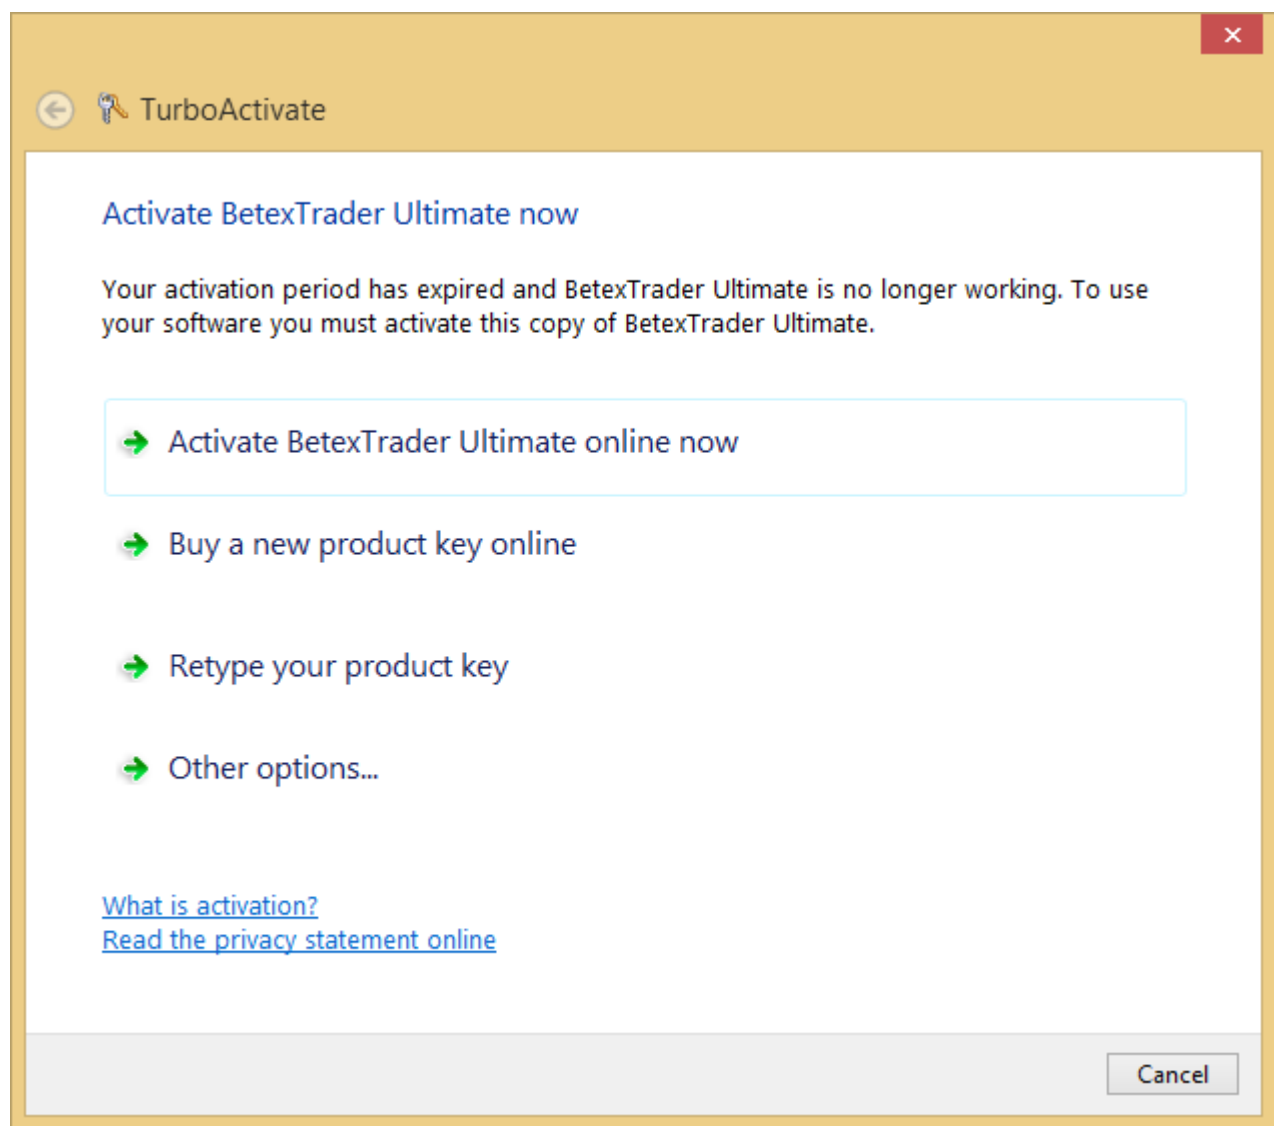 TurboActivate
Activate BetexTrader Ultimate now
Your activation period has expired and BetexTrader Ultimate is no longer working. To use
your software you must activate this copy of BetexTrader Ultimate.
Activate BetexTrader Ultimate online now
Buy a new product key online
Retype your product key
Other options...
What is activation?
Read the privacy statement online
Cancel